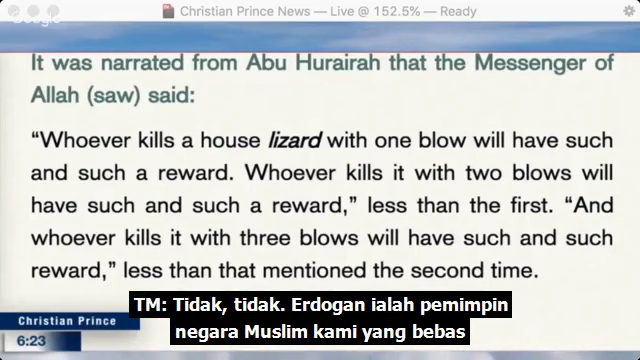 Christian Prince News — Live @ 152.5% — Ready
It was narrated from Abu Hurairah that the Messenger of
Allah (saw) said:
“Whoever kills a house lizard with one blow will have such
and such a reward. Whoever kills it with two blows will
have such and such a reward,” less than the first. “And
whoever kills it with three blows will have such and such
reward,” less than that mentioned the second time.
TM: Tidak, tidak. Erdogan ialah pemimpin
negara Muslim kami yang bebas
Christian Prince
6:23